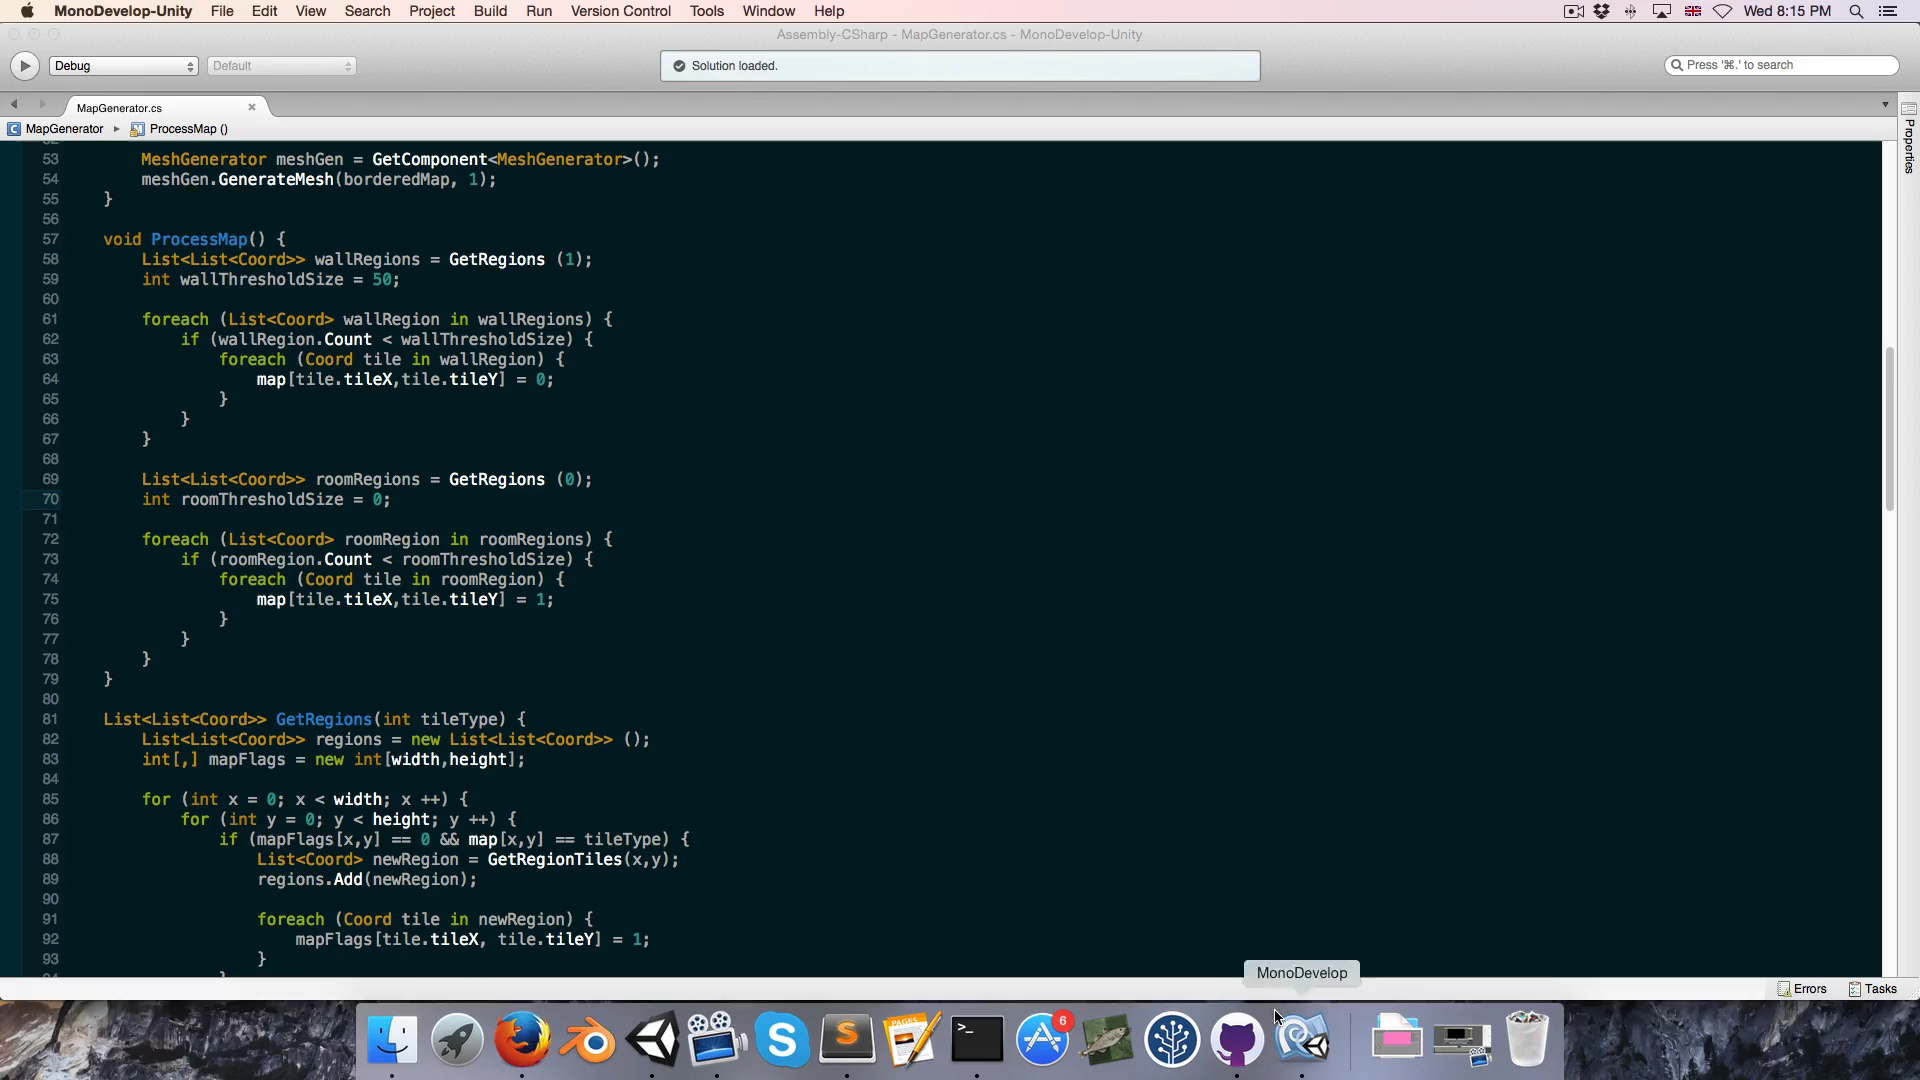 MonoDevelop-Unity File Edit View Search Project Build Run Version Control Tools Window Help Wed 8:15 PM
Assembly-CSharp - MapGenerator.cs - MonoDevelop-Unity
Debug Default Solution loaded. Press '⌘.' to search
MapGenerator.cs
MapGenerator ▸ ProcessMap ()
Properties
53 MeshGenerator meshGen = GetComponent<MeshGenerator>();
54 meshGen.GenerateMesh(borderedMap, 1);
55 }
56
57 void ProcessMap() {
58 List<List<Coord>> wallRegions = GetRegions (1);
59 int wallThresholdSize = 50;
60
61 foreach (List<Coord> wallRegion in wallRegions) {
62 if (wallRegion.Count < wallThresholdSize) {
63 foreach (Coord tile in wallRegion) {
64 map[tile.tileX,tile.tileY] = 0;
65 }
66 }
67 }
68
69 List<List<Coord>> roomRegions = GetRegions (0);
70 int roomThresholdSize = 0;
71
72 foreach (List<Coord> roomRegion in roomRegions) {
73 if (roomRegion.Count < roomThresholdSize) {
74 foreach (Coord tile in roomRegion) {
75 map[tile.tileX,tile.tileY] = 1;
76 }
77 }
78 }
79 }
80
81 List<List<Coord>> GetRegions(int tileType) {
82 List<List<Coord>> regions = new List<List<Coord>> ();
83 int[,] mapFlags = new int[width,height];
84
85 for (int x = 0; x < width; x ++) {
86 for (int y = 0; y < height; y ++) {
87 if (mapFlags[x,y] == 0 && map[x,y] == tileType) {
88 List<Coord> newRegion = GetRegionTiles(x,y);
89 regions.Add(newRegion);
90
91 foreach (Coord tile in newRegion) {
92 mapFlags[tile.tileX, tile.tileY] = 1;
93 }
MonoDevelop
Errors Tasks
6
PAGES
S
S
>_